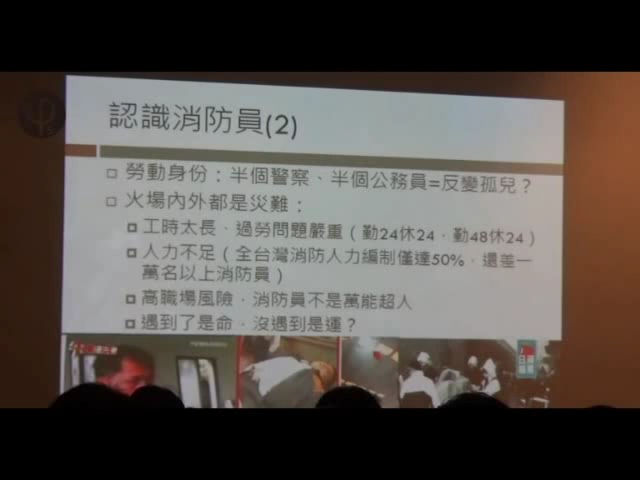 認識消防員(2)
勞動身份：半個警察、半個公務員=反變孤兒？
火場內外都是災難：
工時太長、過勞問題嚴重（勤24休24，勤48休24）
人力不足（全台灣消防人力編制僅達50%，還差一
萬名以上消防員）
高職場風險，消防員不是萬能超人
遇到了是命，沒遇到是運？